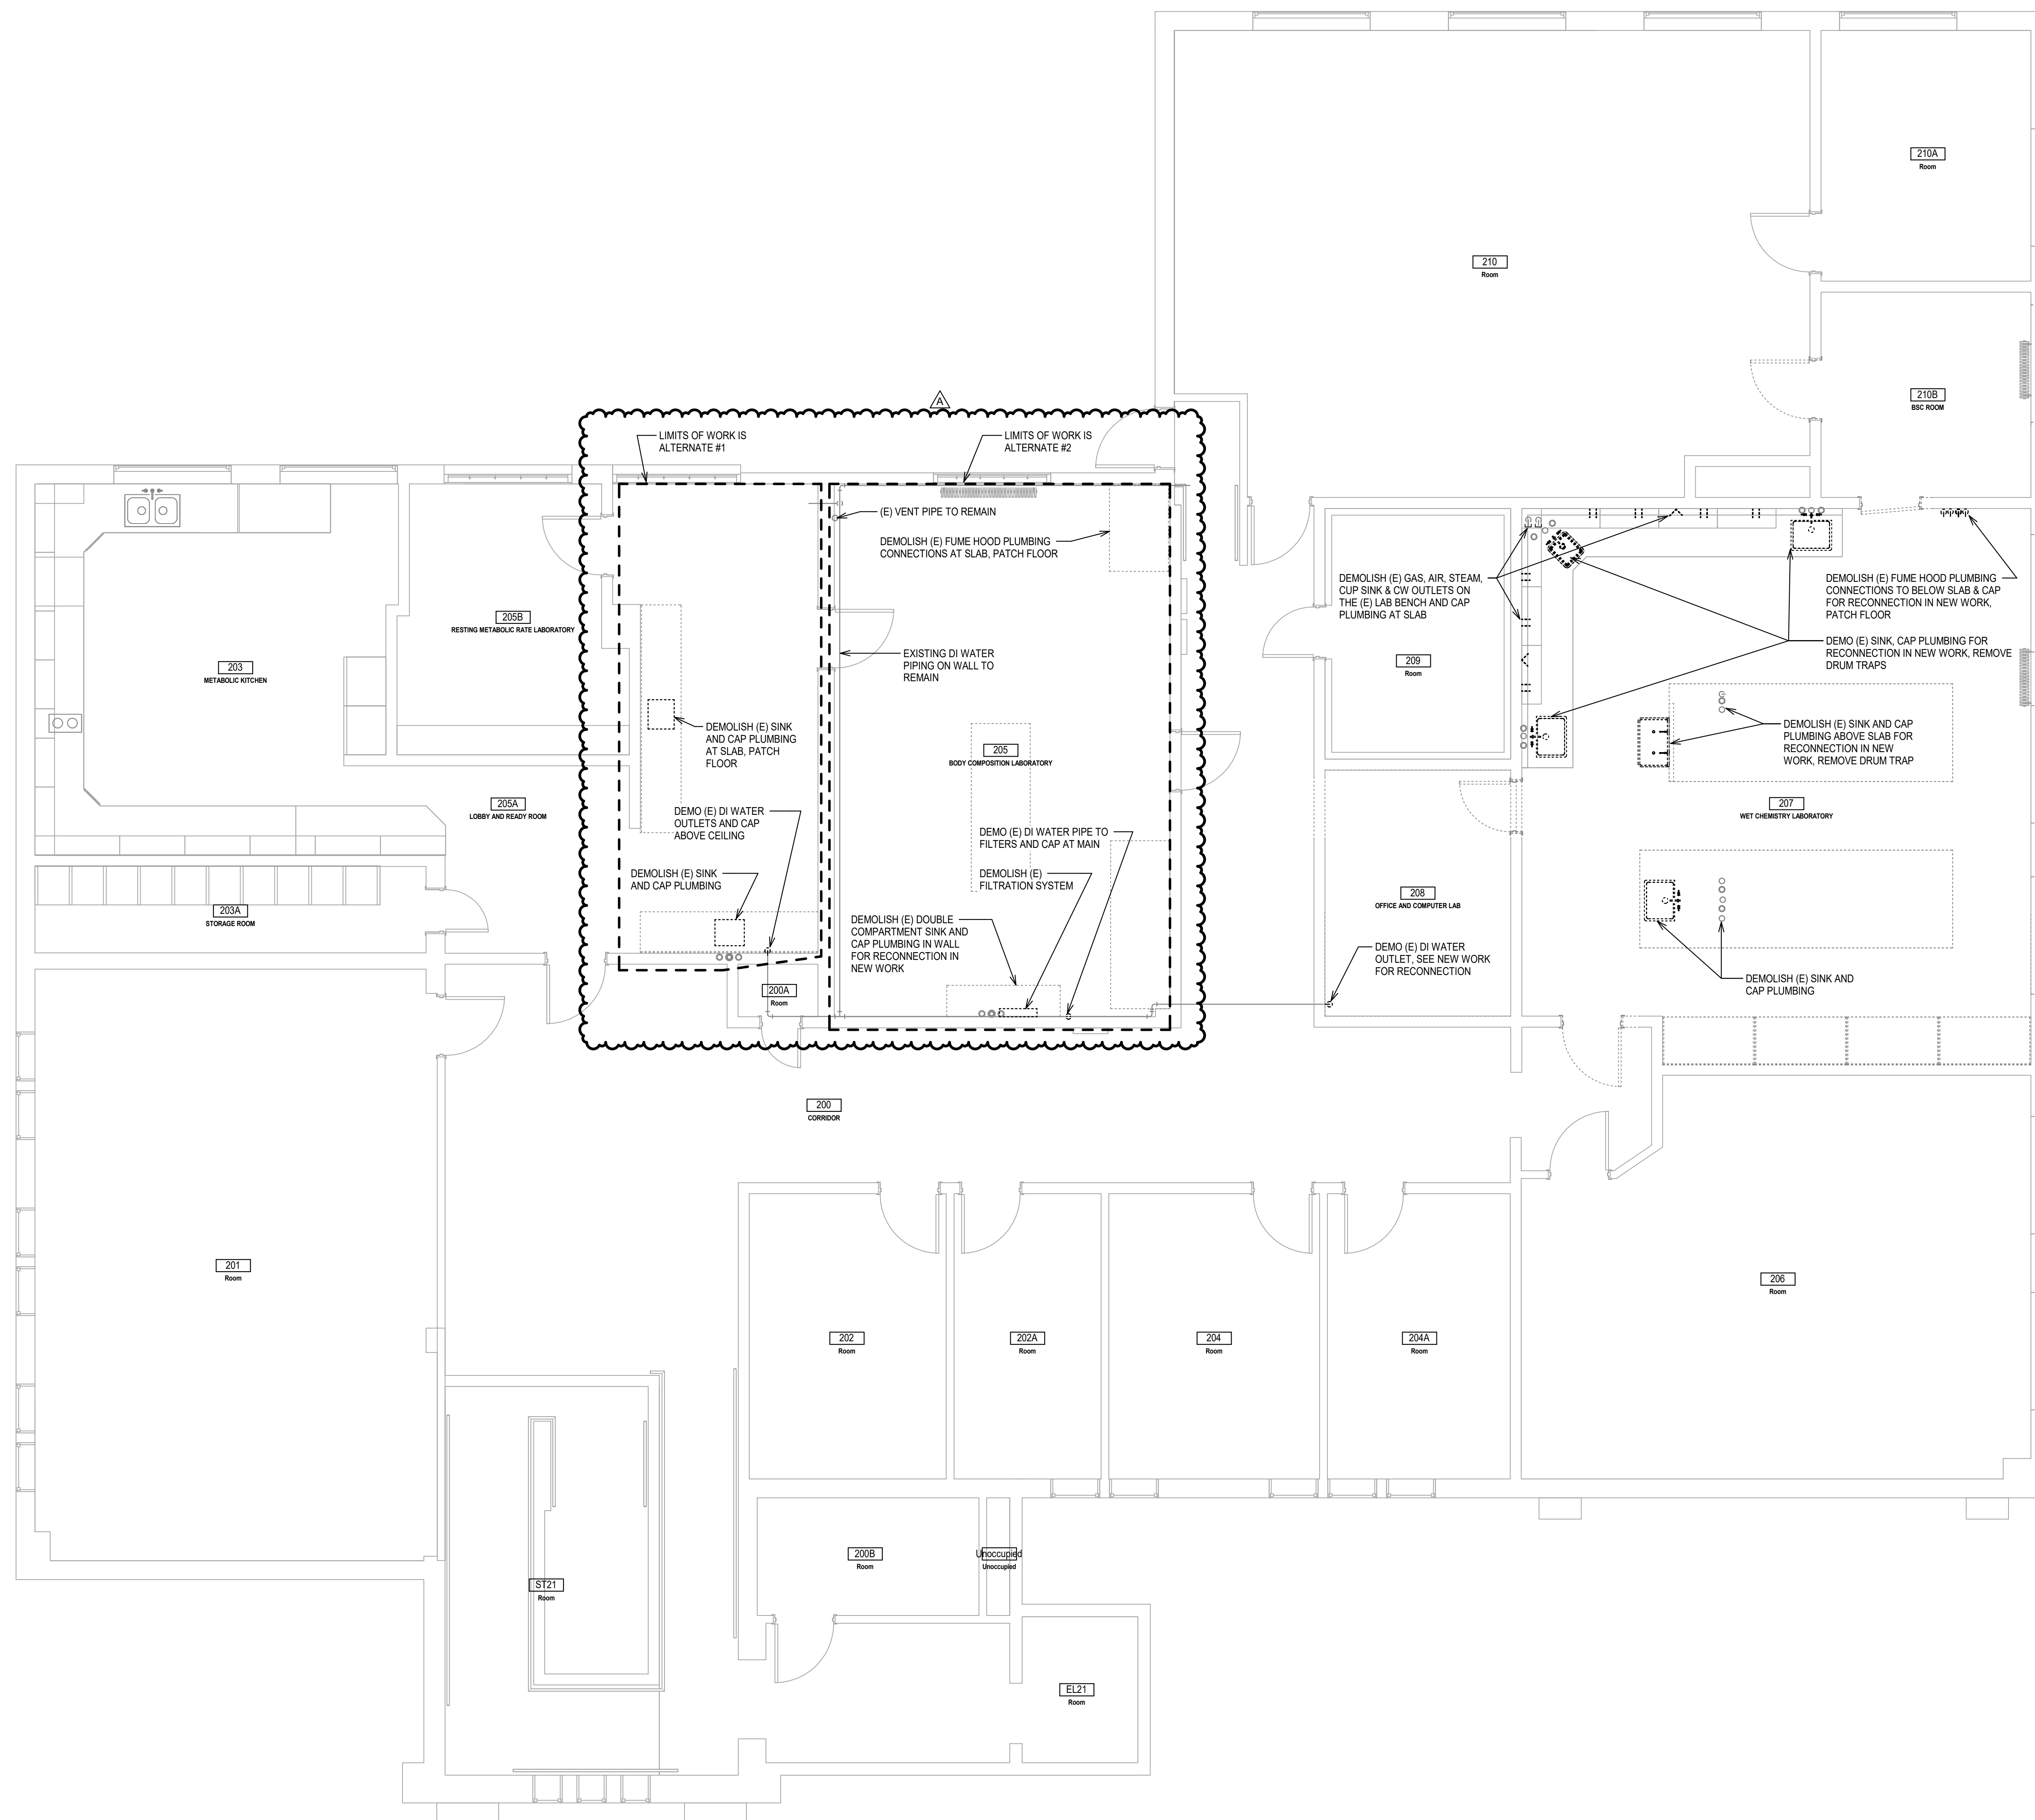 210A
Room
210
Room
210B
BSC ROOM
A
LIMITS OF WORK IS
ALTERNATE #1
LIMITS OF WORK IS
ALTERNATE #2
(E) VENT PIPE TO REMAIN
DEMOLISH (E) FUME HOOD PLUMBING
CONNECTIONS AT SLAB, PATCH FLOOR
DEMOLISH (E) GAS, AIR, STEAM,
CUP SINK & CW OUTLETS ON
THE (E) LAB BENCH AND CAP
PLUMBING AT SLAB
DEMOLISH (E) FUME HOOD PLUMBING
CONNECTIONS TO BELOW SLAB & CAP
FOR RECONNECTION IN NEW WORK,
PATCH FLOOR
DEMO (E) SINK, CAP PLUMBING FOR
RECONNECTION IN NEW WORK, REMOVE
DRUM TRAPS
205B
RESTING METABOLIC RATE LABORATORY
203
METABOLIC KITCHEN
EXISTING DI WATER
PIPING ON WALL TO
REMAIN
209
Room
DEMOLISH (E) SINK
AND CAP PLUMBING
AT SLAB, PATCH
FLOOR
205
BODY COMPOSITION LABORATORY
DEMOLISH (E) SINK AND CAP
PLUMBING ABOVE SLAB FOR
RECONNECTION IN NEW
WORK, REMOVE DRUM TRAP
205A
LOBBY AND READY ROOM
207
WET CHEMISTRY LABORATORY
DEMO (E) DI WATER
OUTLETS AND CAP
ABOVE CEILING
DEMO (E) DI WATER PIPE TO
FILTERS AND CAP AT MAIN
DEMOLISH (E) SINK
AND CAP PLUMBING
DEMOLISH (E)
FILTRATION SYSTEM
208
OFFICE AND COMPUTER LAB
203A
STORAGE ROOM
DEMOLISH (E) DOUBLE
COMPARTMENT SINK AND
CAP PLUMBING IN WALL
FOR RECONNECTION IN
NEW WORK
DEMO (E) DI WATER
OUTLET, SEE NEW WORK
FOR RECONNECTION
DEMOLISH (E) SINK AND
CAP PLUMBING
200A
Room
200
CORRIDOR
201
Room
206
Room
202
Room
202A
Room
204
Room
204A
Room
200B
Room
Unoccupied
Unoccupied
ST21
Room
EL21
Room